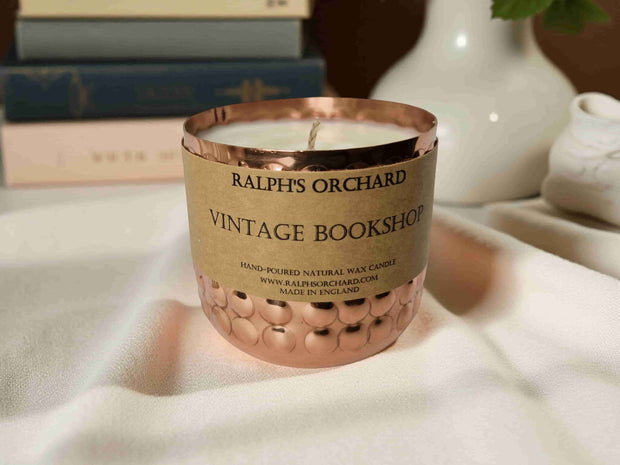 RALPH'S ORCHARD
VINTAGE BOOKSHOP
HAND-POURED NATURAL WAX CANDLE
WWW.RALPHSORCHARD.COM
MADE IN ENGLAND